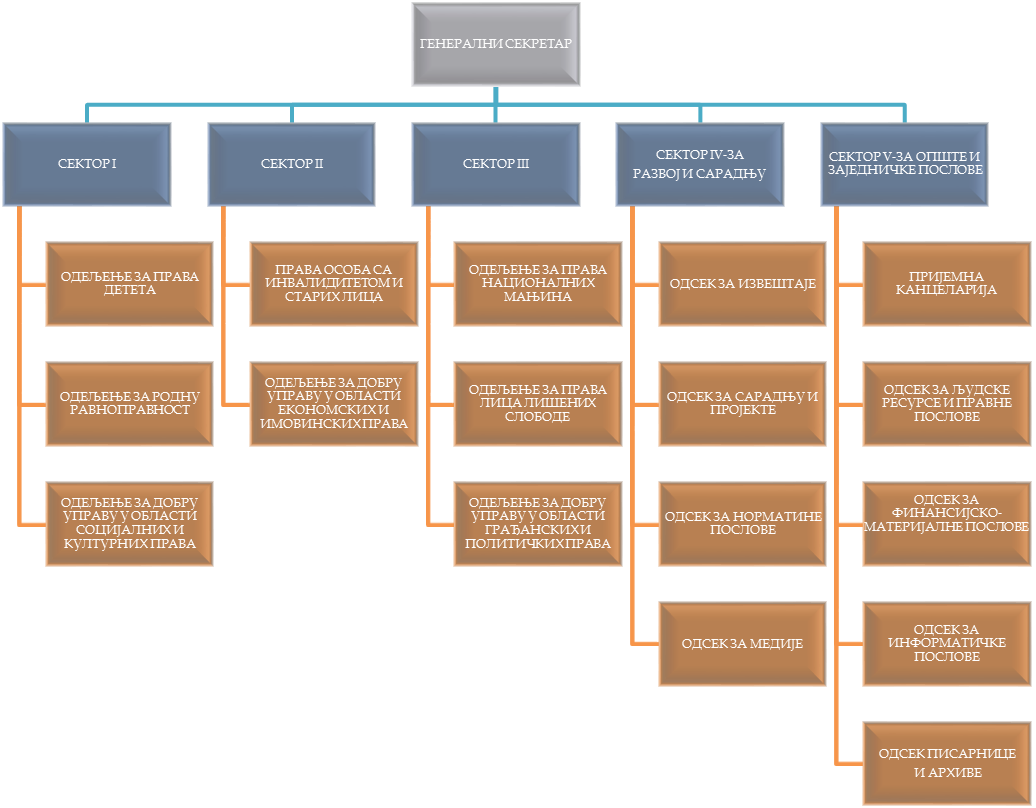 ГЕНЕРАЛНИ СЕКРЕТАР
СЕКТОР I
ОДЕЉЕЊЕ ЗА ПРАВА
ДЕТЕТА
ОДЕЉЕЊЕ ЗА РОДНУ
РАВНОПРАВНОСТ
ОДЕЉЕЊЕ ЗА ДОБРУ
УПРАВУ У ОБЛАСТИ
СОЦИЈАЛНИХ И
КУЛТУРНИХ ПРАВА
СЕКТОР II
ПРАВА ОСОБА СА
ИНВАЛИДИТЕТОМ И
СТАРИХ ЛИЦА
ОДЕЉЕЊЕ ЗА ДОБРУ
УПРАВУ У ОБЛАСТИ
ЕКОНОМСКИХ И
ИМОВИНСКИХ ПРАВА
СЕКТОР III
ОДЕЉЕЊЕ ЗА ПРАВА
НАЦИОНАЛНИХ
МАЊИНА
ОДЕЉЕЊЕ ЗА ПРАВА
ЛИЦА ЛИШЕНИХ
СЛОБОДЕ
ОДЕЉЕЊЕ ЗА ДОБРУ
УПРАВУ У ОБЛАСТИ
ГРАЂАНСКИХ И
ПОЛИТИЧКИХ ПРАВА
СЕКТОР IV-ЗА
РАЗВОЈ И САРАДЊУ
ОДСЕК ЗА ИЗВЕШТАЈЕ
ОДСЕК ЗА САРАДЊУ И
ПРОЈЕКТЕ
ОДСЕК ЗА НОРМАТИНЕ
ПОСЛОВЕ
ОДСЕК ЗА МЕДИЈЕ
СЕКТОР V-ЗА ОПШТЕ И
ЗАЈЕДНИЧКЕ ПОСЛОВЕ
ПРИЈЕМНА
КАНЦЕЛАРИЈА
ОДСЕК ЗА ЉУДСКЕ
РЕСУРСЕ И ПРАВНЕ
ПОСЛОВЕ
ОДСЕК ЗА
ФИНАНСИЈСКО-
МАТЕРИЈАЛНЕ ПОСЛОВЕ
ОДСЕК ЗА
ИНФОРМАТИЧКЕ
ПОСЛОВЕ
ОДСЕК ПИСАРНИЦЕ
И АРХИВЕ